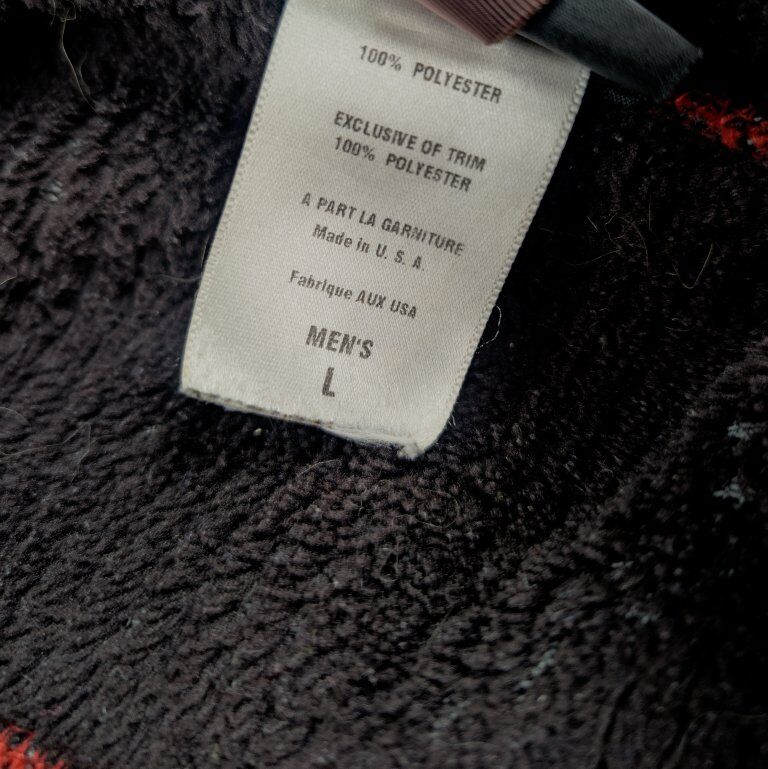 100% POLYESTER
EXCLUSIVE OF TRIM
100% POLYESTER
A PART LA GARNITURE
Made in U. S. A.
Fabrique AUX USA
MEN'S
L